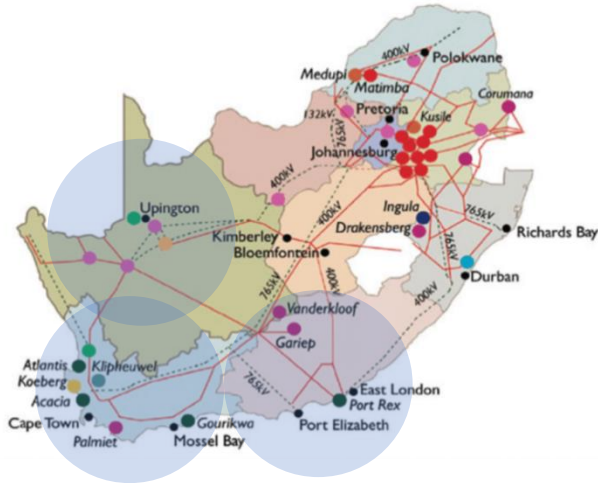 400kV
Polokwane
Medupi
Matimba
Corumana
Pretoria
132kV
Kusile
765kV
Johannesburg
400kV
Upington
400kV
Ingula
765kV
Kimberley
Drakensberg
Richards Bay
Bloemfontein
765kV
Durban
765kV
400kV
400kV
Vanderkloof
Gariep
Atlantis
Klipheuwel
Koeberg
765kV
East London
Acacia
Port Rex
Cape Town
Gourikwa
Port Elizabeth
Palmiet
Mossel Bay